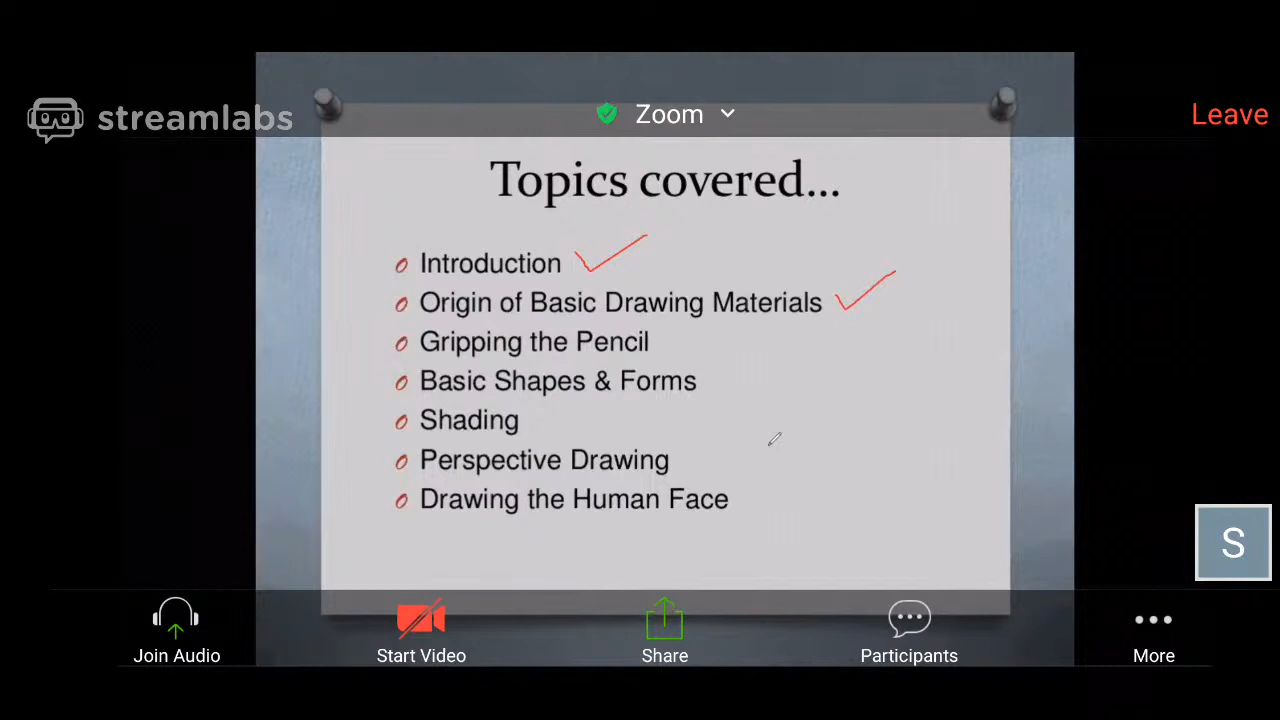 streamlabs
Zoom
Leave
Topics covered...
Introduction
Origin of Basic Drawing Materials
Gripping the Pencil
Basic Shapes & Forms
Shading
Perspective Drawing
Drawing the Human Face
S
Join Audio
Start Video
Share
Participants
More